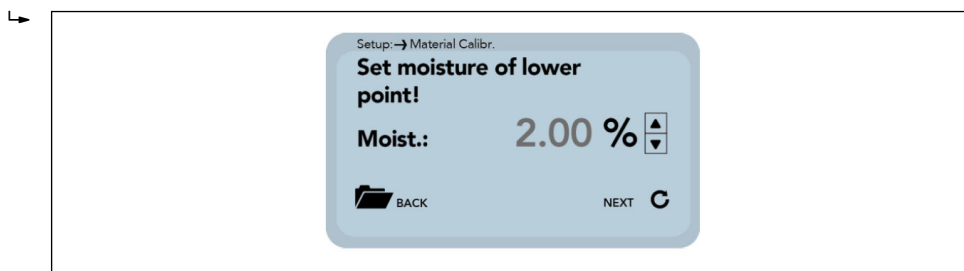 Setup:→Material Calibr.
Set moisture of lower
point!
Moist.: 2.00 %
BACK NEXT